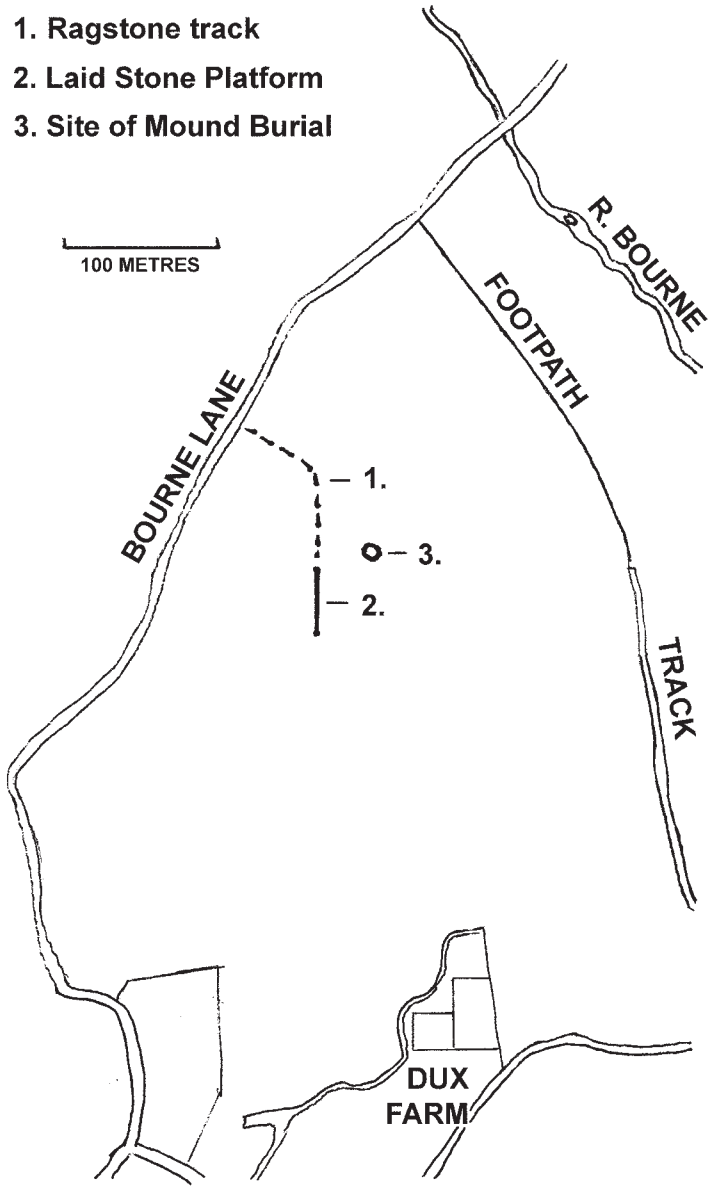 1. Ragstone track
2. Laid Stone Platform
3. Site of Mound Burial
100 METRES
R. BOURNE
FOOTPATH
BOURNE LANE
1.
3.
2.
TRACK
DUX
FARM